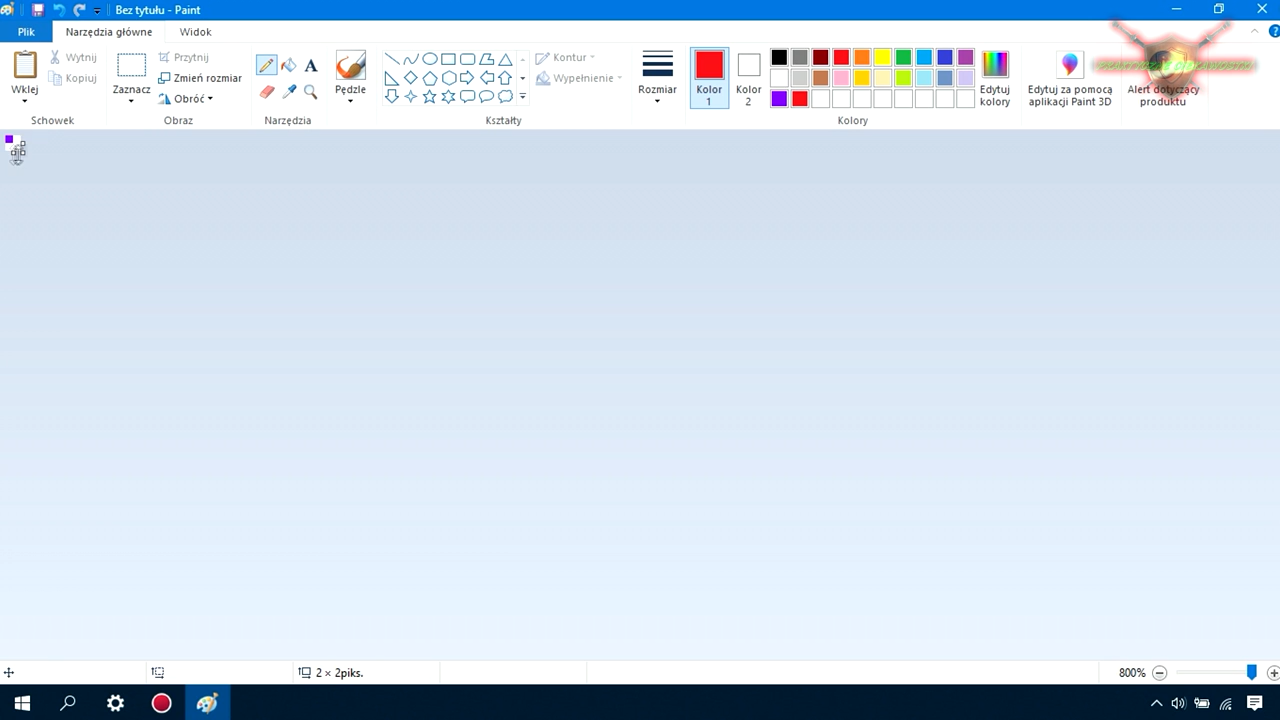 Bez tytułu - Paint
Plik Narzędzia główne Widok
Wklej
Wytnij
Kopiuj
Schowek
Zaznacz
Przytnij
Zmień rozmiar
Obróć
Obraz
A
Narzędzia
Pędzle
Kształty
Kontur
Wypełnienie
Rozmiar
Kolor
1
Kolor
2
Kolory
Edytuj
kolory
Edytuj za pomocą
aplikacji Paint 3D
Alert dotyczący
produktu
2 × 2piks.
800%